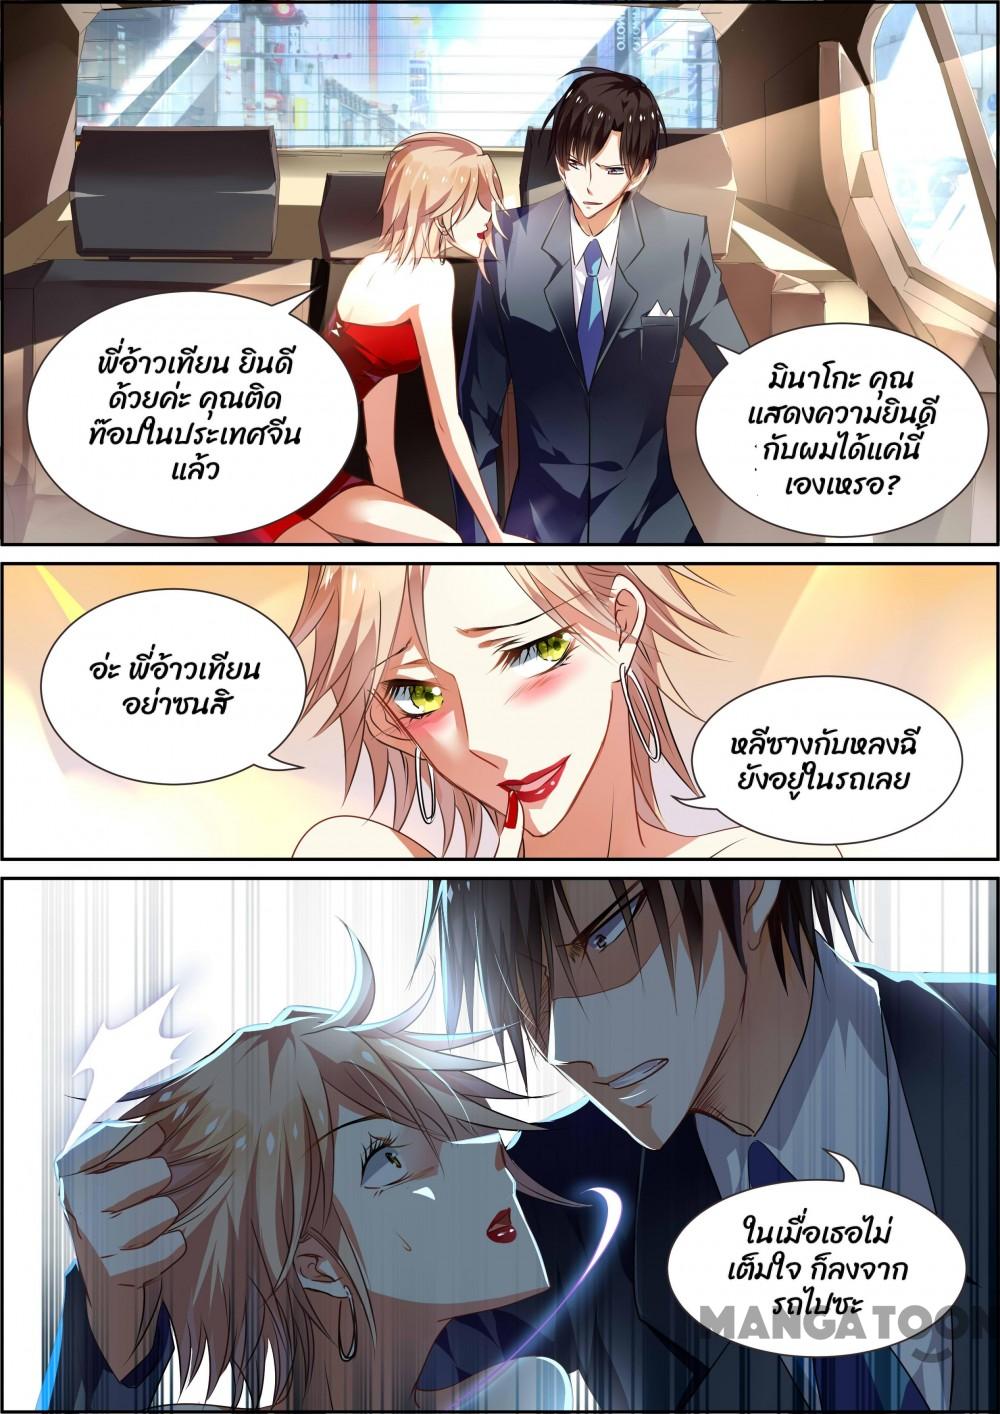 MOTO
พี่อ้าวเทียน ยินดี
ด้วยค่ะ คุณติด
ท๊อปในประเทศจีน
แล้ว
มินาโกะ คุณ
แสดงความยินดี
กับผมได้แค่นี้
เองเหรอ?
อ่ะ พี่อ้าวเทียน
อย่าซนสิ
หลีซางกับหลงฉี
ยังอยู่ในรถเลย
ในเมื่อเธอไม่
เต็มใจ ก็ลงจาก
รถไปซะ
MANGATOON